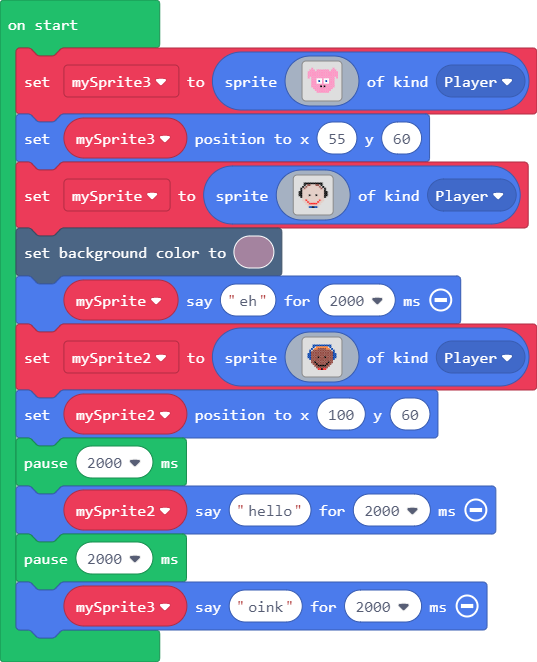 on start
set mySprite3 to sprite of kind Player
set mySprite3 position to x 55 y 60
set mySprite to sprite of kind Player
set background color to
mySprite say "eh" for 2000 ms
set mySprite2 to sprite of kind Player
set mySprite2 position to x 100 y 60
pause 2000 ms
mySprite2 say "hello" for 2000 ms
pause 2000 ms
mySprite3 say "oink" for 2000 ms